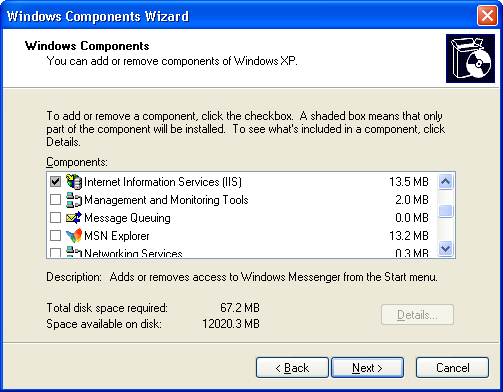 Windows Components Wizard
Windows Components
You can add or remove components of Windows XP.
To add or remove a component, click the checkbox. A shaded box means that only
part of the component will be installed. To see what's included in a component, click
Details.
Components:
Internet Information Services (IIS) 13.5 MB
Management and Monitoring Tools 2.0 MB
Message Queuing 0.0 MB
MSN Explorer 13.2 MB
Networking Services 0.3 MB
Description: Adds or removes access to Windows Messenger from the Start menu.
Total disk space required: 67.2 MB
Space available on disk: 12020.3 MB
Details...
< Back
Next >
Cancel